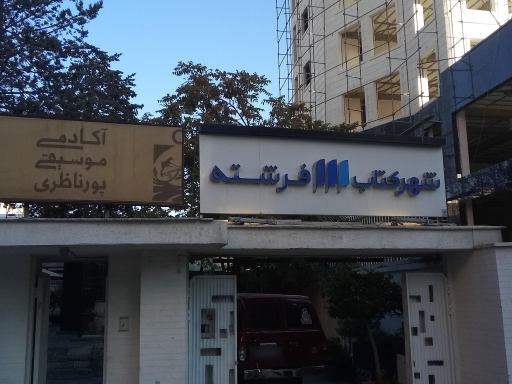 آکادمی
موسیقی
پورناظری
شهرکتاب فرشته